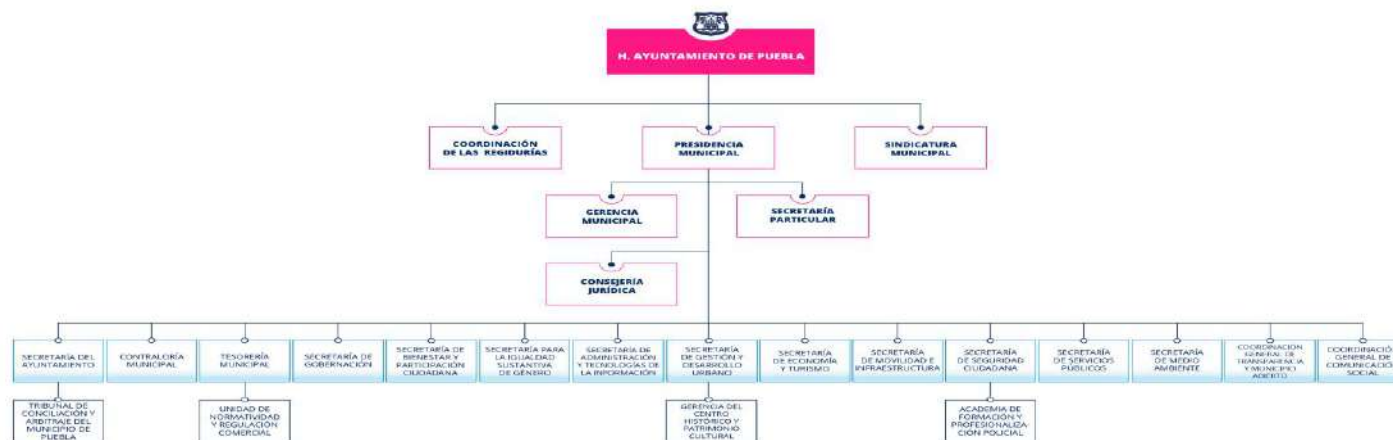 H. AYUNTAMIENTO DE PUEBLA
COORDINACIÓN
DE LAS REGIDURÍAS
PRESIDENCIA
MUNICIPAL
SINDICATURA
MUNICIPAL
GERENCIA
MUNICIPAL
SECRETARÍA
PARTICULAR
CONSEJERÍA
JURÍDICA
SECRETARÍA DEL
AYUNTAMIENTO
CONTRALORÍA
MUNICIPAL
TESORERÍA
MUNICIPAL
SECRETARÍA DE
GOBERNACIÓN
SECRETARÍA DE
BIENESTAR Y
PARTICIPACIÓN
CIUDADANA
SECRETARÍA PARA
LA IGUALDAD
SUSTANTIVA
DE GÉNERO
SECRETARÍA DE
ADMINISTRACIÓN
Y TECNOLOGÍAS DE
LA INFORMACIÓN
SECRETARÍA
DE GESTIÓN Y
DESARROLLO
URBANO
SECRETARÍA
DE ECONOMÍA
Y TURISMO
SECRETARÍA
DE MOVILIDAD E
INFRAESTRUCTURA
SECRETARÍA
DE SEGURIDAD
CIUDADANA
SECRETARÍA
DE SERVICIOS
PÚBLICOS
SECRETARÍA
DE MEDIO
AMBIENTE
COORDINACIÓN
GENERAL DE
TRANSPARENCIA
Y MUNICIPIO
ABIERTO
COORDINACIÓN
GENERAL DE
COMUNICACIÓN
SOCIAL
TRIBUNAL DE
CONCILIACIÓN Y
ARBITRAJE DEL
MUNICIPIO DE
PUEBLA
UNIDAD DE
NORMATIVIDAD
Y REGULACIÓN
COMERCIAL
GERENCIA DEL
CENTRO
HISTÓRICO Y
PATRIMONIO
CULTURAL
ACADEMIA DE
FORMACIÓN Y
PROFESIONALIZA-
CIÓN POLICIAL